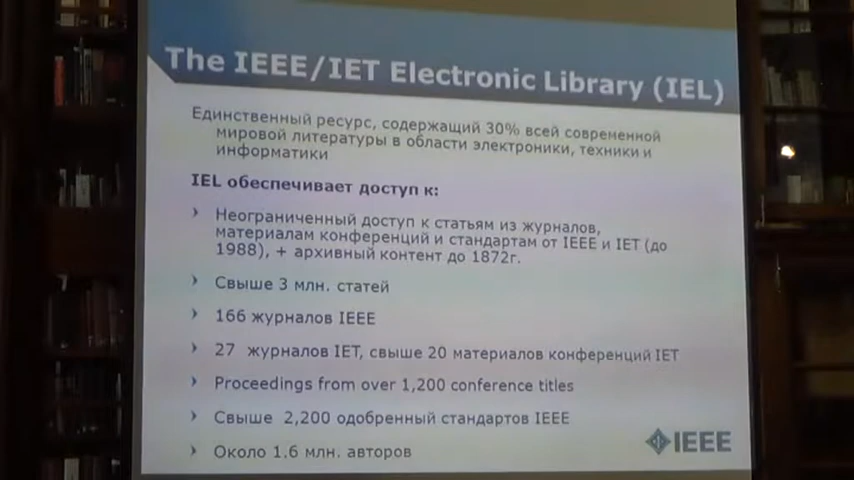 The IEEE/IET Electronic Library (IEL)
Единственный ресурс, содержащий 30% всей современной
мировой литературы в области электроники, техники и
информатики
IEL обеспечивает доступ к:
Неограниченный доступ к статьям из журналов,
материалам конференций и стандартам от IEEE и IET (до
1988), + архивный контент до 1872г.
Свыше 3 млн. статей
166 журналов IEEE
27 журналов IET, свыше 20 материалов конференций IET
Proceedings from over 1,200 conference titles
Свыше 2,200 одобренный стандартов IEEE
Около 1.6 млн. авторов
IEEE